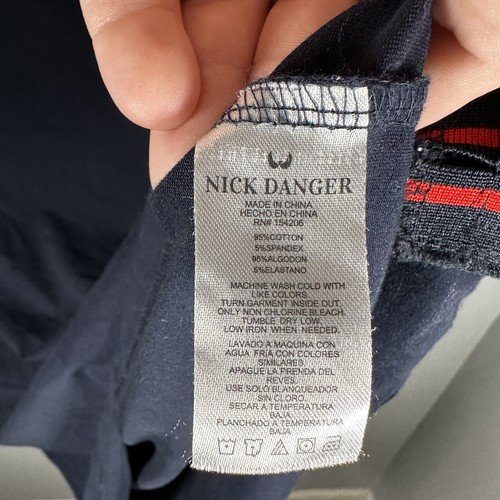 NICK DANGER
MADE IN CHINA
HECHO EN CHINA
RN# 154206
95%COTTON
5%SPANDEX
95%ALGODON
5%ELASTANO
MACHINE WASH COLD WITH
LIKE COLORS.
TURN GARMENT INSIDE OUT,
ONLY NON CHLORINE BLEACH.
TUMBLE DRY LOW.
LOW IRON WHEN NEEDED.
LAVADO A MAQUINA CON
AGUA FRIA CON COLORES
SIMILARES.
APAGUE LA PRENDA DEL
REVES.
USE SOLO BLANQUEADOR
SIN CLORO.
SECAR A TEMPERATURA
BAJA.
PLANCHADO A TEMPERATURA
BAJA